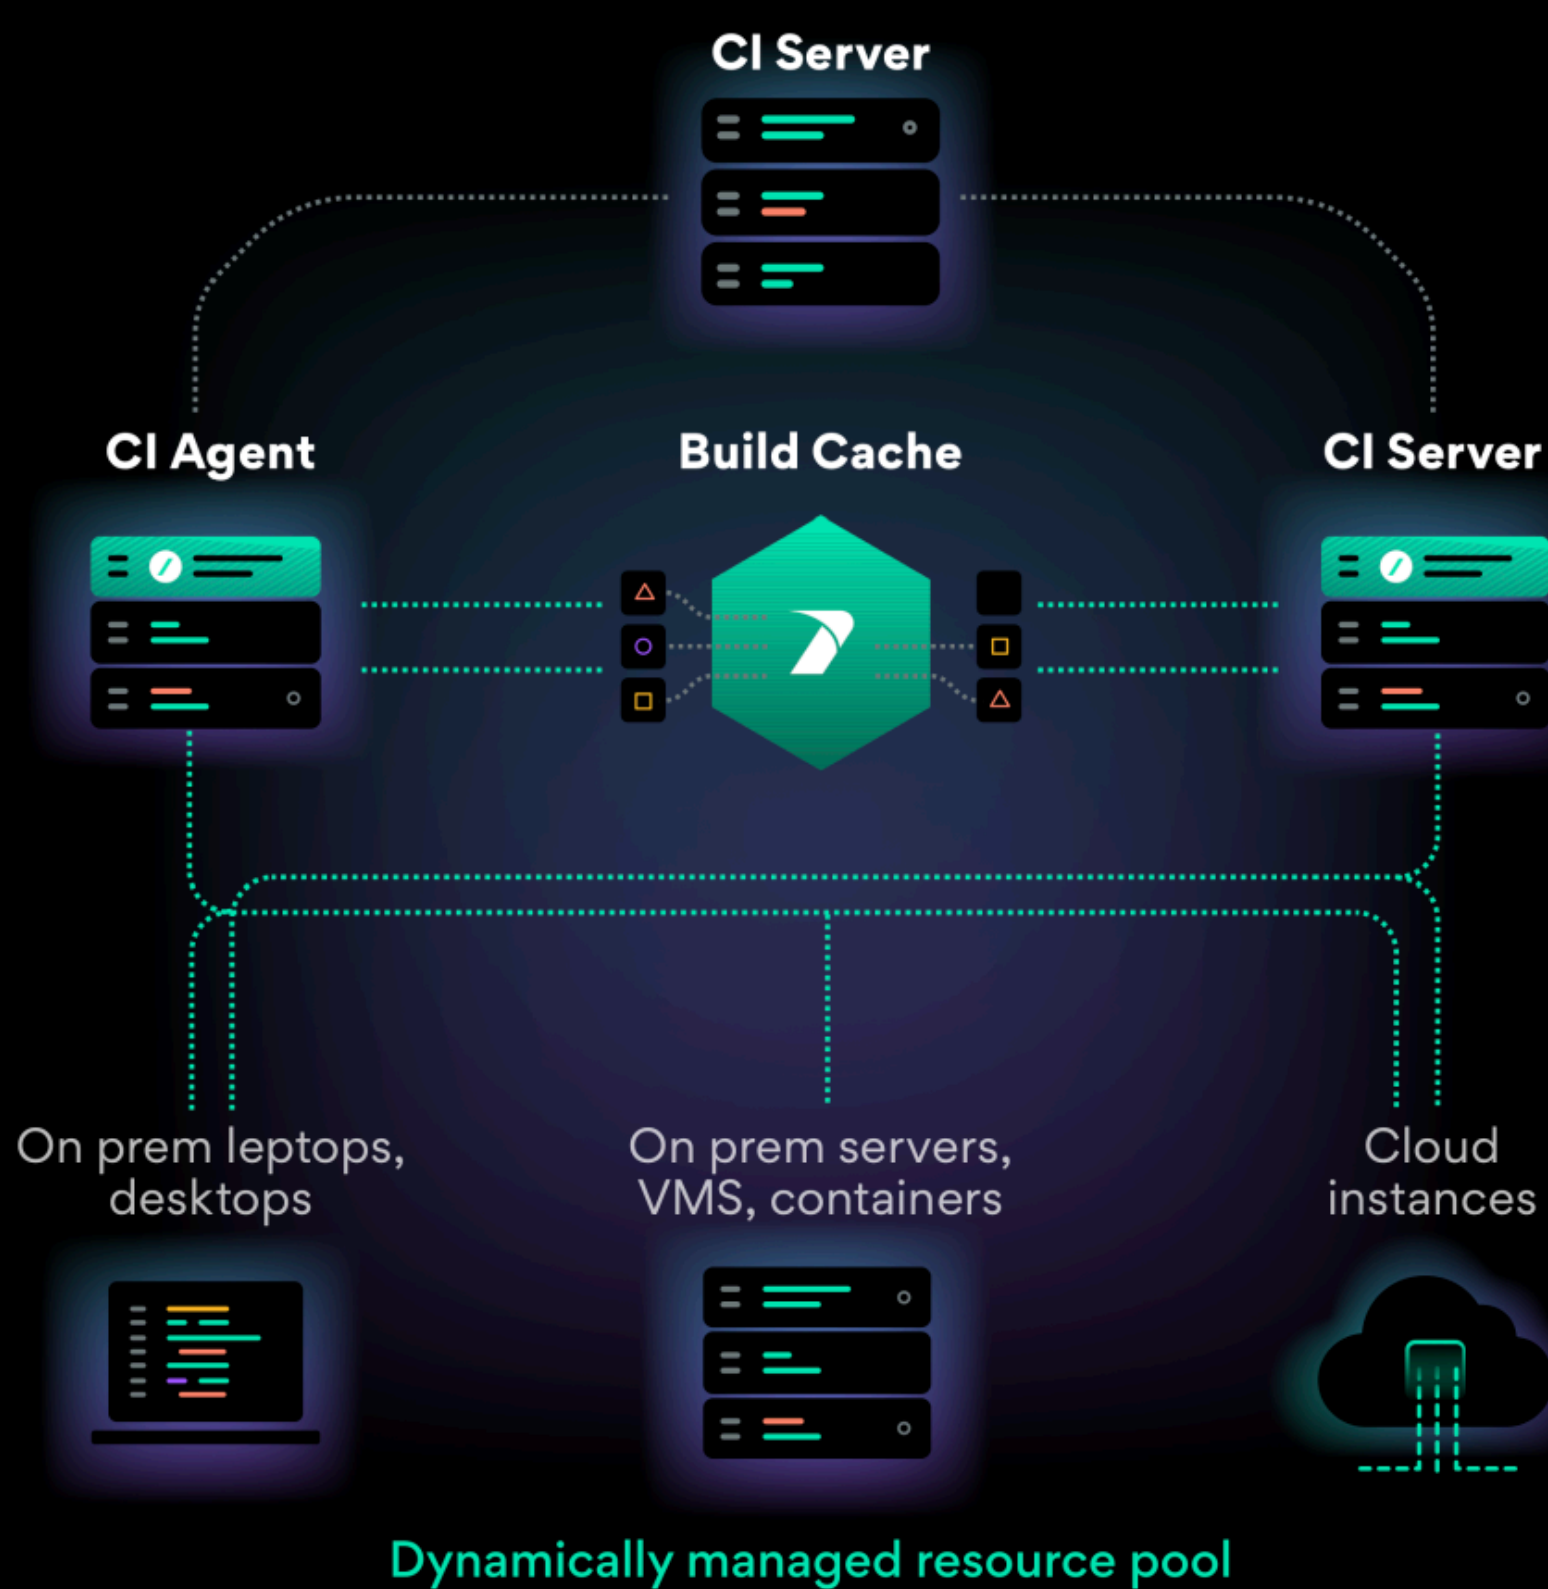 CI Server
CI Agent
Build Cache
CI Server
On prem leptops,
desktops
On prem servers,
VMS, containers
Cloud
instances
Dynamically managed resource pool